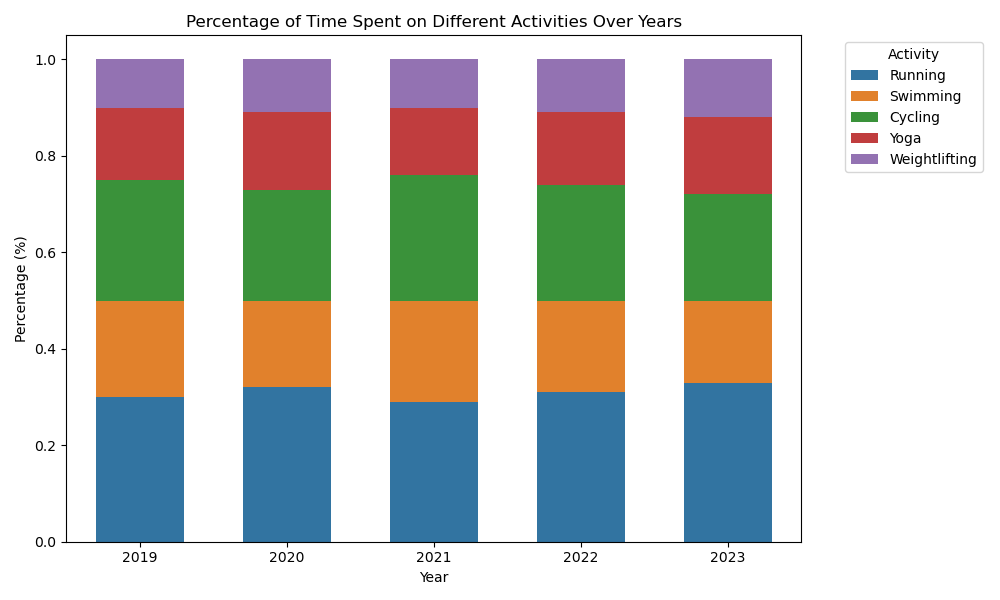 Percentage of Time Spent on Different Activities Over Years
Percentage (%)
1.0
0.8
0.6
0.4
0.2
0.0
2019 2020 2021 2022 2023
Year
Activity
Running
Swimming
Cycling
Yoga
Weightlifting